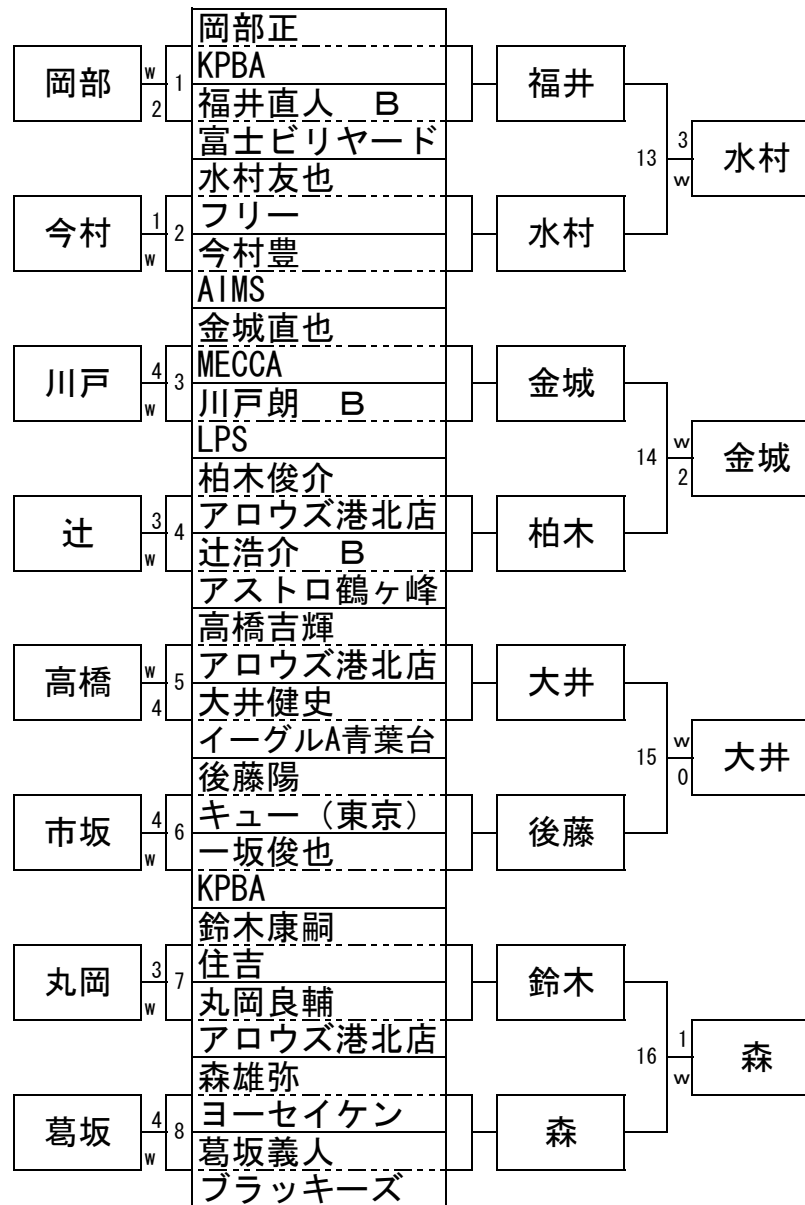 岡部正
岡部 w 1 KPBA 福井
2 福井直人 B
富士ビリヤード
13 3 水村
w
水村友也
今村 1 2 フリー 水村
w 今村豊
AIMS
金城直也
川戸 4 3 MECCA 金城
w 川戸朗 B
LPS
14 w 金城
2
柏木俊介
辻 3 4 アロウズ港北店 柏木
w 辻浩介 B
アストロ鶴ヶ峰
高橋吉輝
高橋 w 5 アロウズ港北店 大井
4 大井健史
イーグルA青葉台
15 w 大井
0
後藤陽
市坂 4 6 キュー（東京） 後藤
w 一坂俊也
KPBA
鈴木康嗣
丸岡 3 7 住吉 鈴木
w 丸岡良輔
アロウズ港北店
16 1 森
w
森雄弥
葛坂 4 8 ヨーセイケン 森
w 葛坂義人
ブラッキーズ